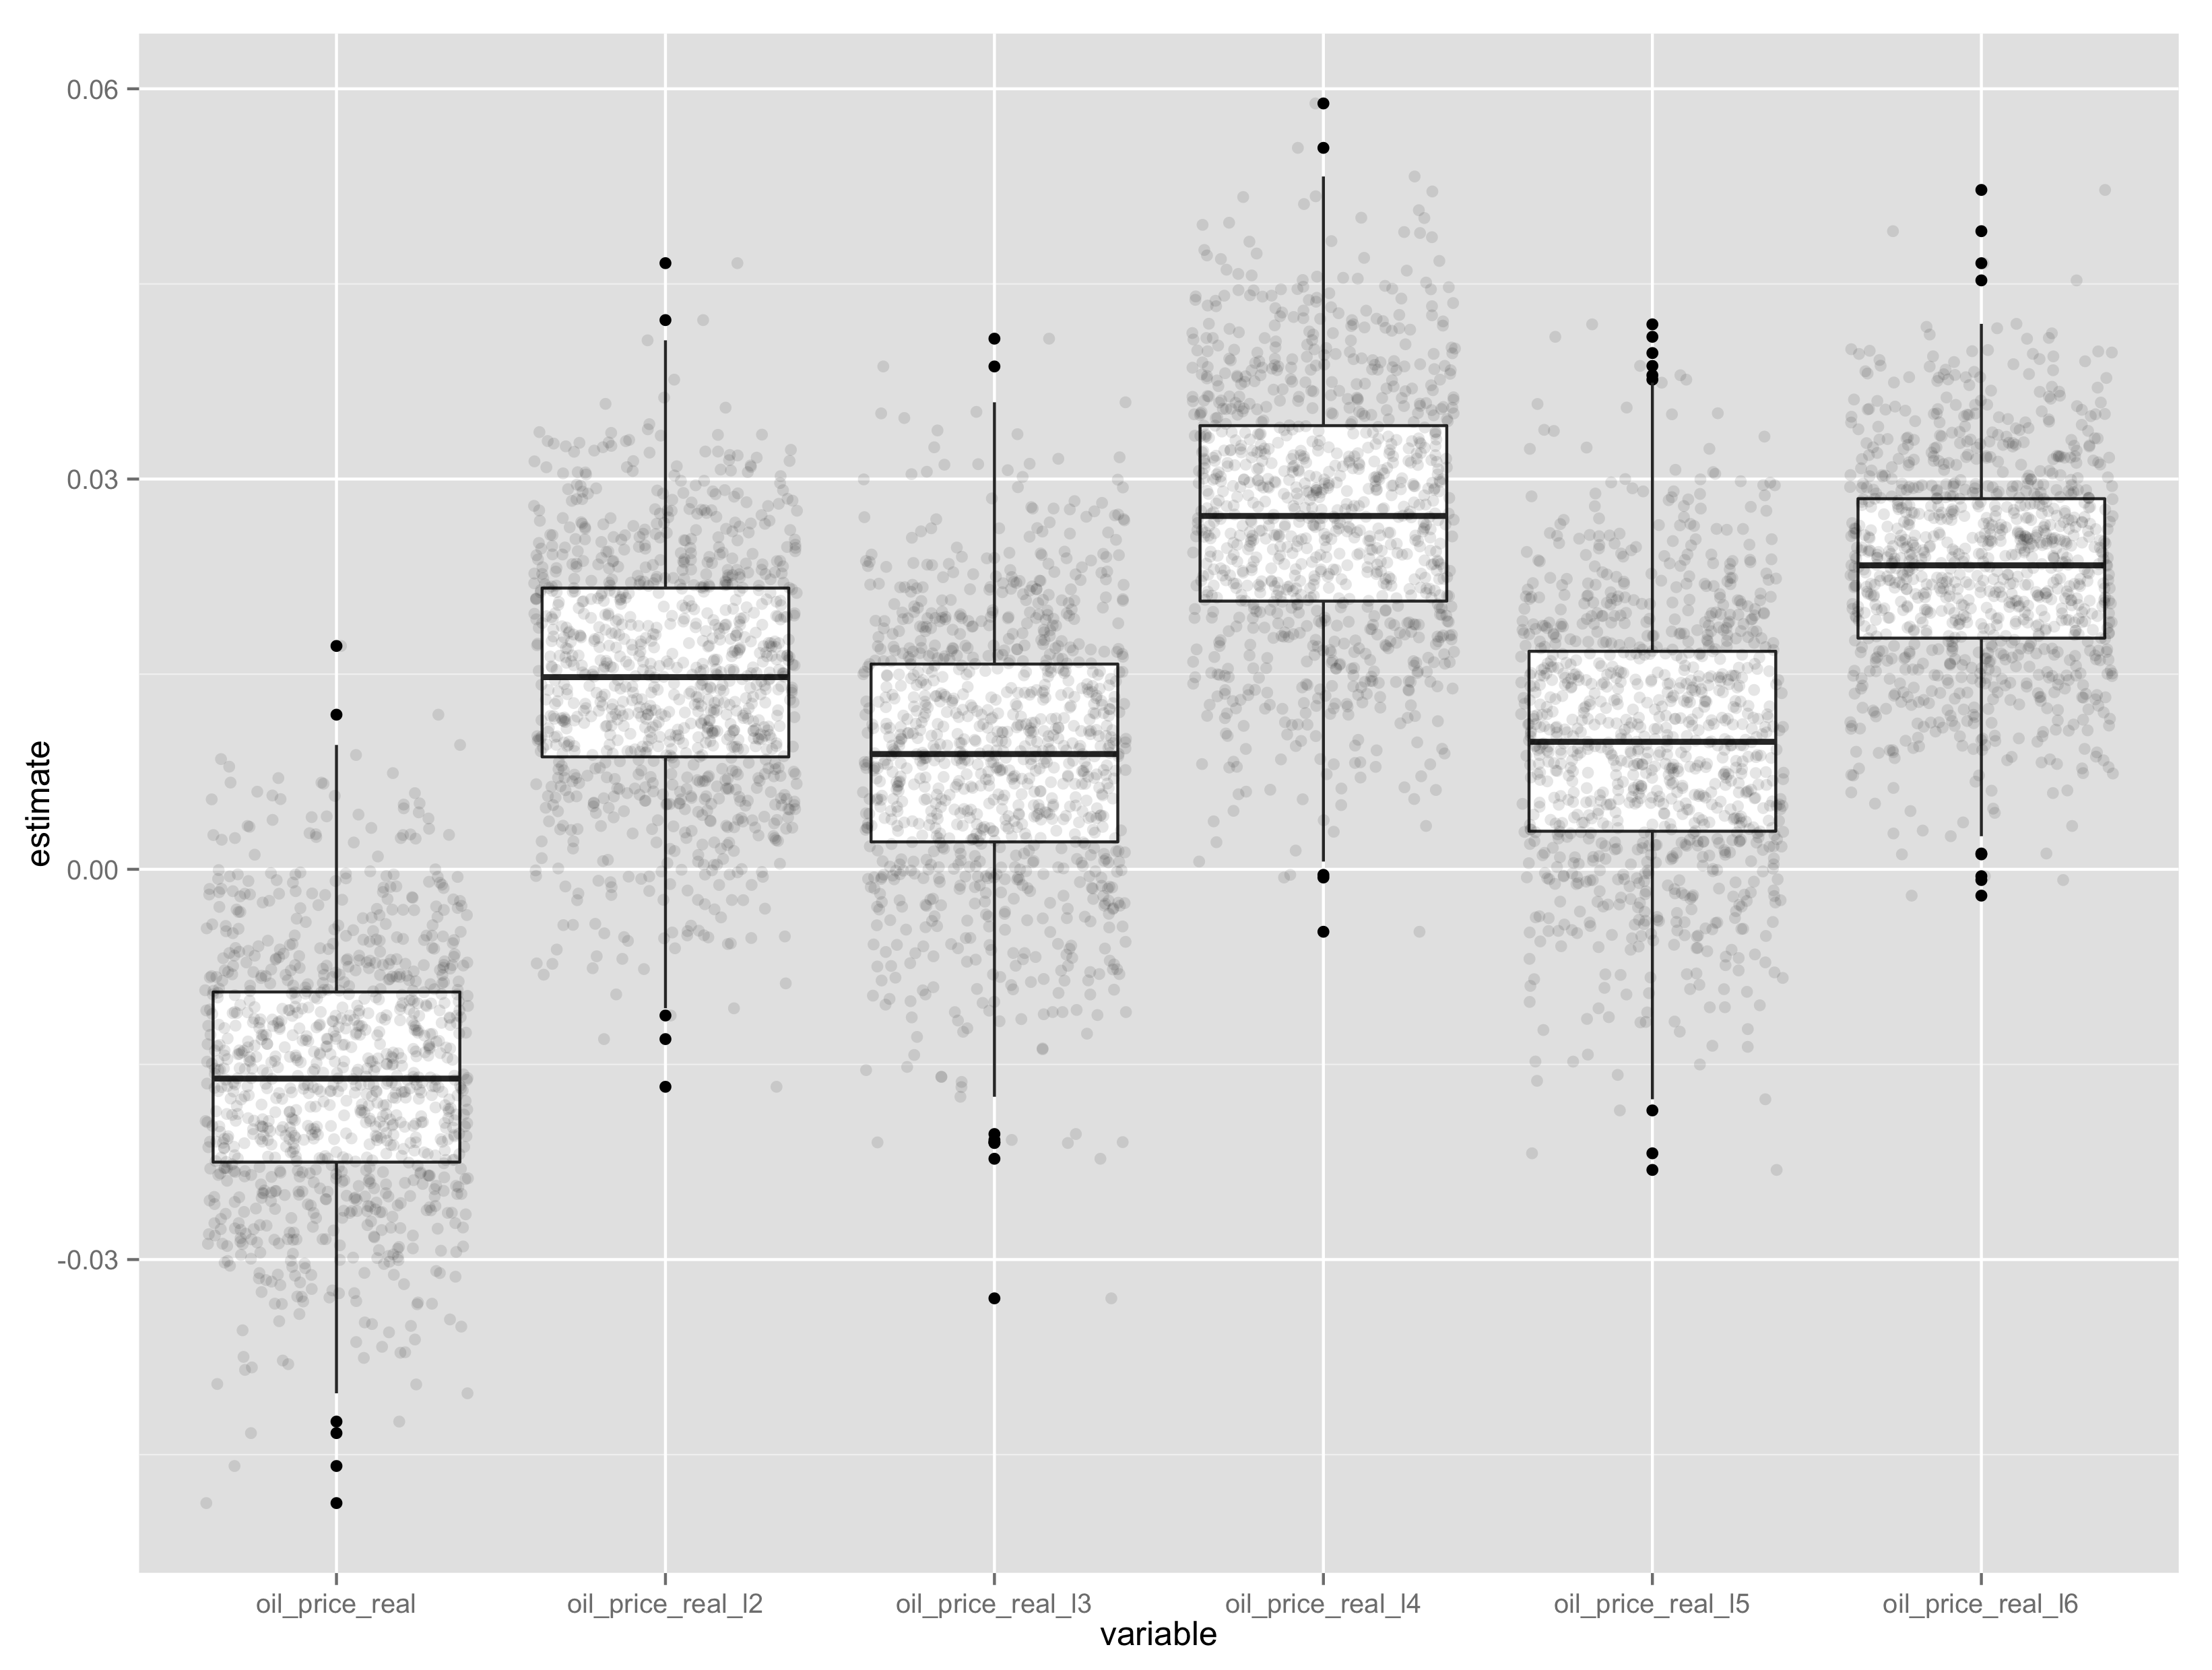 estimate
0.06
0.03
0.00
-0.03
oil_price_real
oil_price_real_l2
oil_price_real_l3
oil_price_real_l4
oil_price_real_l5
oil_price_real_l6
variable